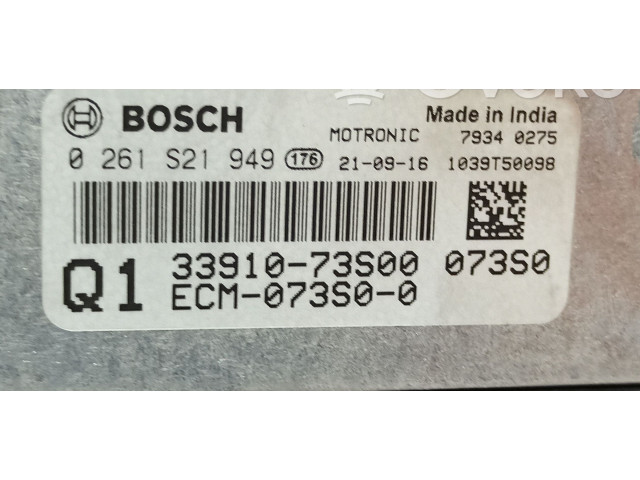 BOSCH Made in India
MOTRONIC 7934 0275
0 261 S21 949 176 21-09-16 1039T50098
Q1 33910-73S00 073S0
ECM-073S0-0